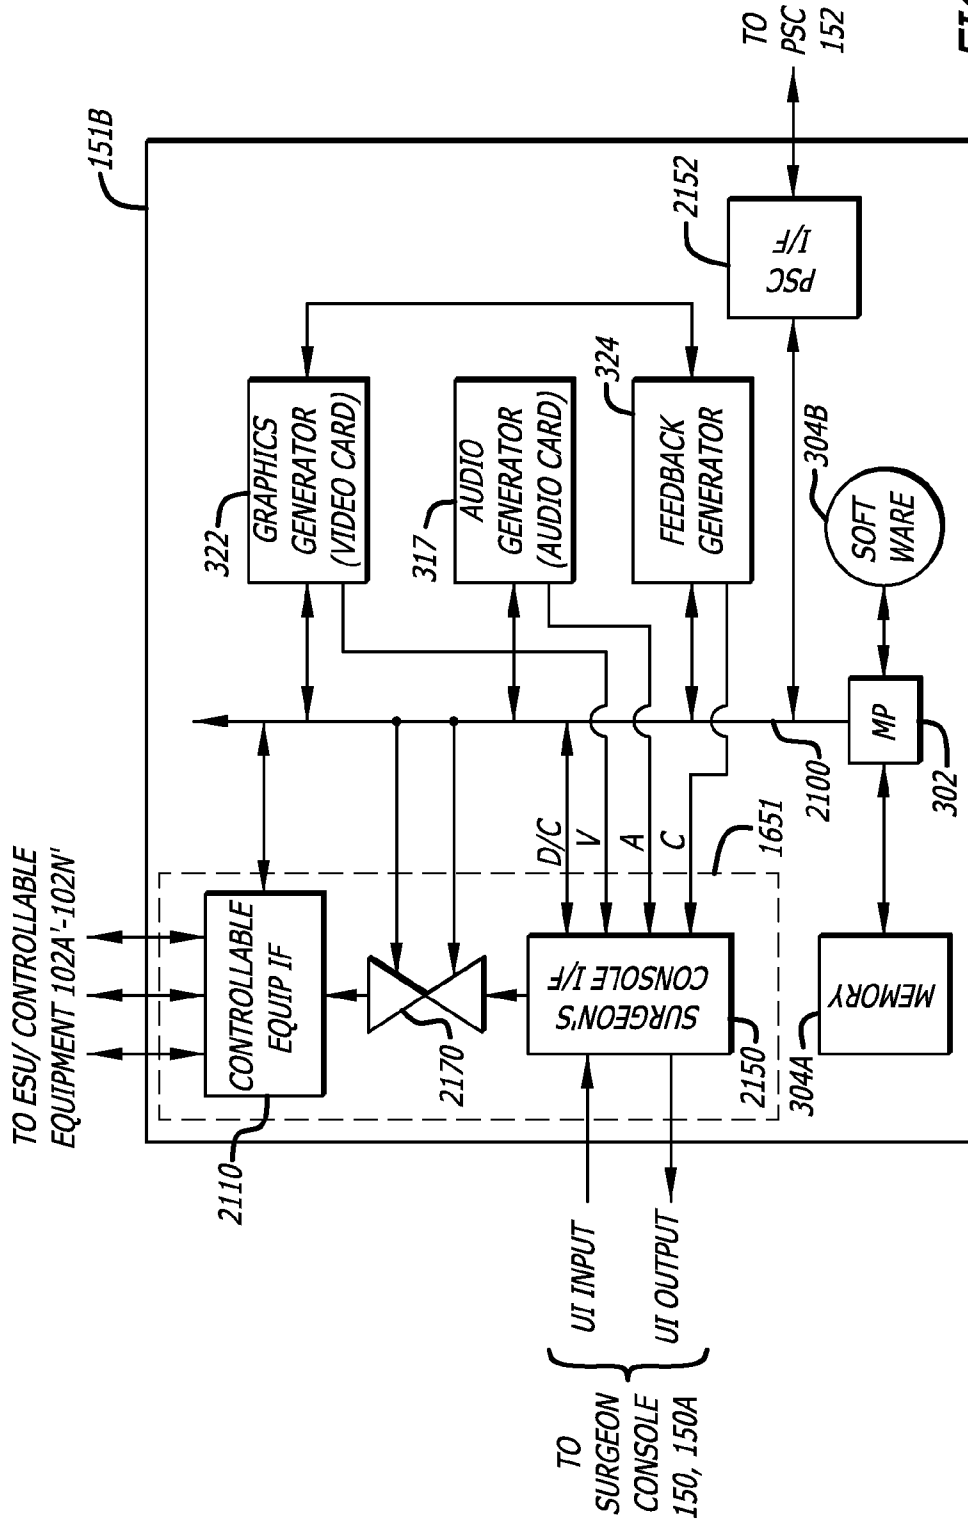 TO ESU/ CONTROLLABLE
EQUIPMENT 102A'-102N'
151B
TO
PSC
152
2110
CONTROLLABLE
EQUIP IF
322
GRAPHICS
GENERATOR
(VIDEO CARD)
317
AUDIO
GENERATOR
(AUDIO CARD)
324
FEEDBACK
GENERATOR
2152
PSC
I/F
2170
D/C
V
A
C
1651
SURGEON'S
CONSOLE I/F
2150
2100
304B
SOFT
WARE
MP
302
304A
MEMORY
UI INPUT
UI OUTPUT
TO
SURGEON
CONSOLE
150, 150A